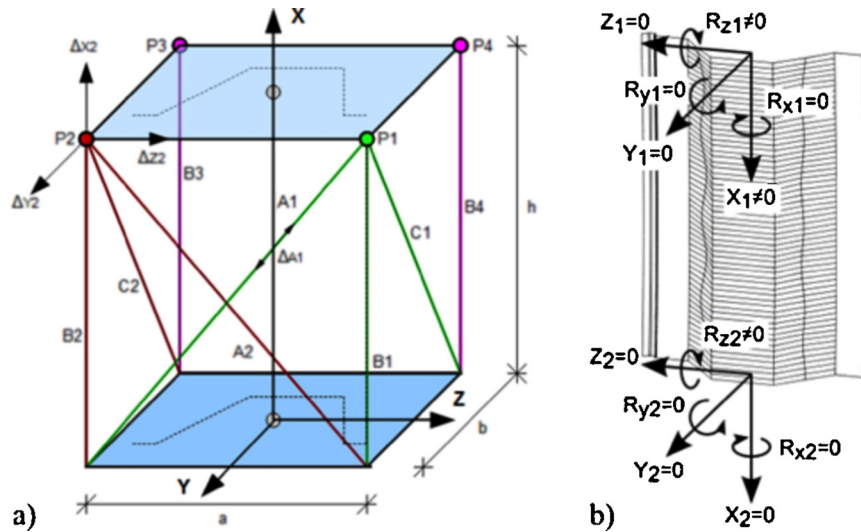 X
ΔX2
P3
P4
P2
P1
ΔZ2
ΔY2
B3
A1
B4
h
C1
ΔA1
C2
B2
A2
B1
Z
b
Y
a
a)
Z1=0
Rz1≠0
Ry1=0
Rx1=0
Y1=0
X1≠0
Rz2≠0
Z2=0
Ry2=0
Rx2=0
Y2=0
X2=0
b)